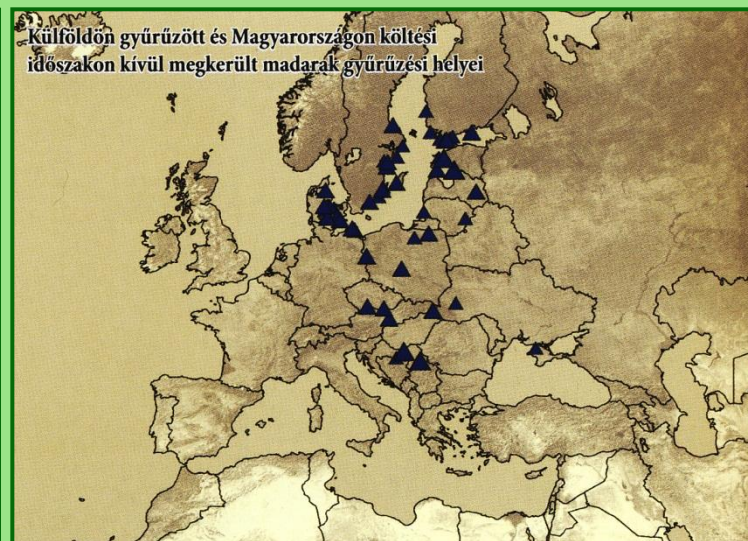 Külföldön gyűrűzött és Magyarországon költési
időszakon kívül megkerült madarak gyűrűzési helyei